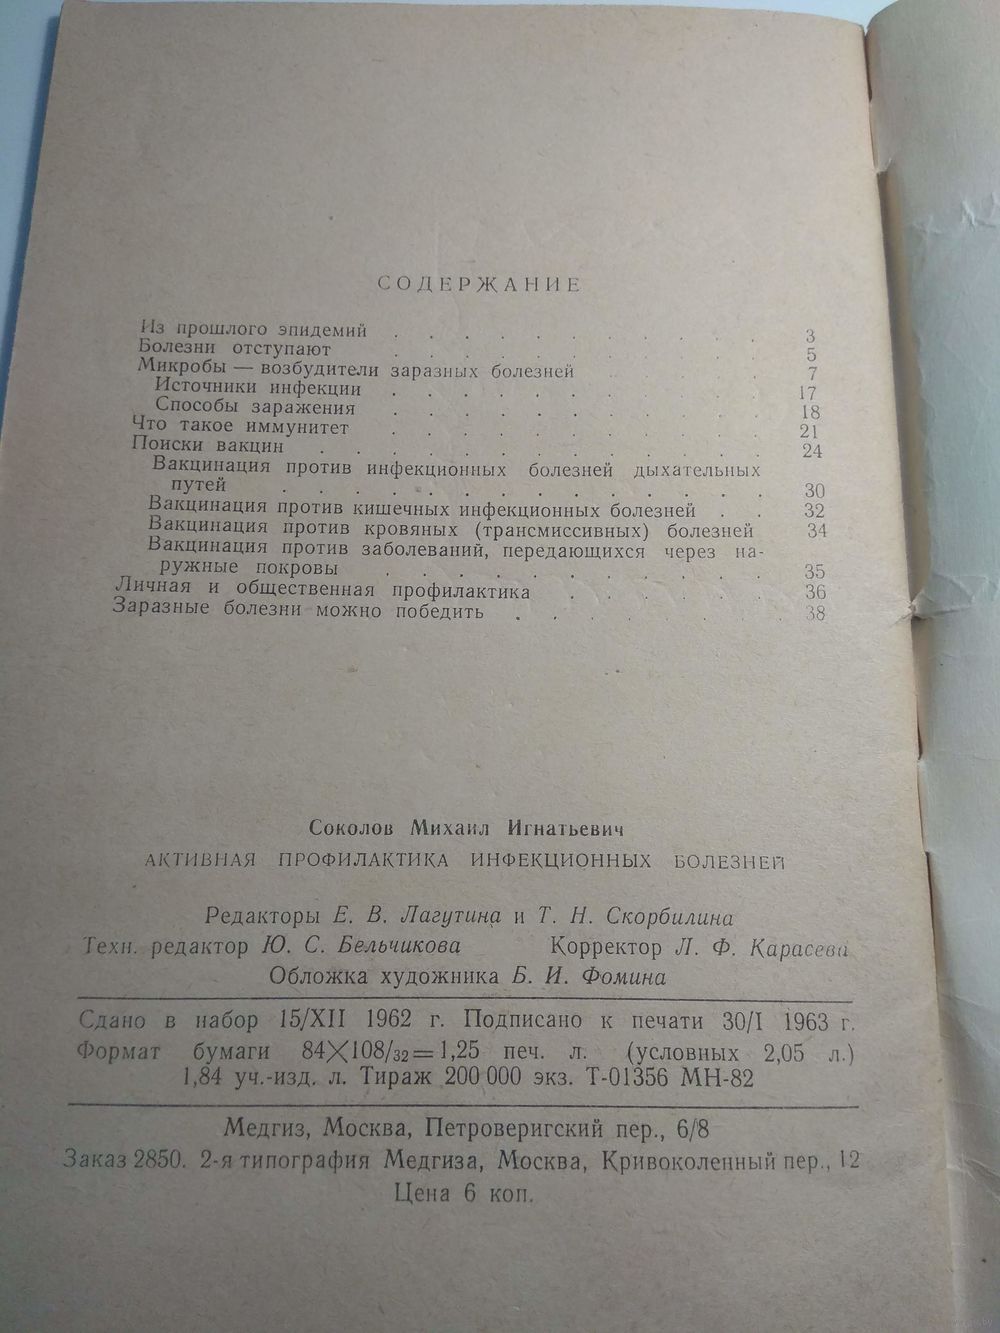 СОДЕРЖАНИЕ
Из прошлого эпидемий . . . . . . . . . . 3
Болезни отступают . . . . . . . . . . 5
Микробы — возбудители заразных болезней . . . . . 7
Источники инфекции . . . . . . . . . . 17
Способы заражения . . . . . . . . . . 18
Что такое иммунитет . . . . . . . . . . 21
Поиски вакцин . . . . . . . . . . . . 24
Вакцинация против инфекционных болезней дыхательных
путей . . . . . . . . . . . . . . 30
Вакцинация против кишечных инфекционных болезней . . 32
Вакцинация против кровяных (трансмиссивных) болезней 34
Вакцинация против заболеваний, передающихся через на-
ружные покровы . . . . . . . . . . . 35
Личная и общественная профилактика . . . . . . 36
Заразные болезни можно победить . . . . . . . . 38
Соколов Михаил Игнатьевич
АКТИВНАЯ ПРОФИЛАКТИКА ИНФЕКЦИОННЫХ БОЛЕЗНЕЙ
Редакторы Е. В. Лагутина и Т. Н. Скорбилина
Техн. редактор Ю. С. Бельчикова Корректор Л. Ф. Карасева
Обложка художника Б. И. Фомина
Сдано в набор 15/XII 1962 г. Подписано к печати 30/I 1963 г.
Формат бумаги 84×108/32=1,25 печ. л. (условных 2,05 л.)
1,84 уч.-изд. л. Тираж 200 000 экз. Т-01356 МН-82
Медгиз, Москва, Петроверигский пер., 6/8
Заказ 2850. 2-я типография Медгиза, Москва, Кривоколенный пер., 12
Цена 6 коп.